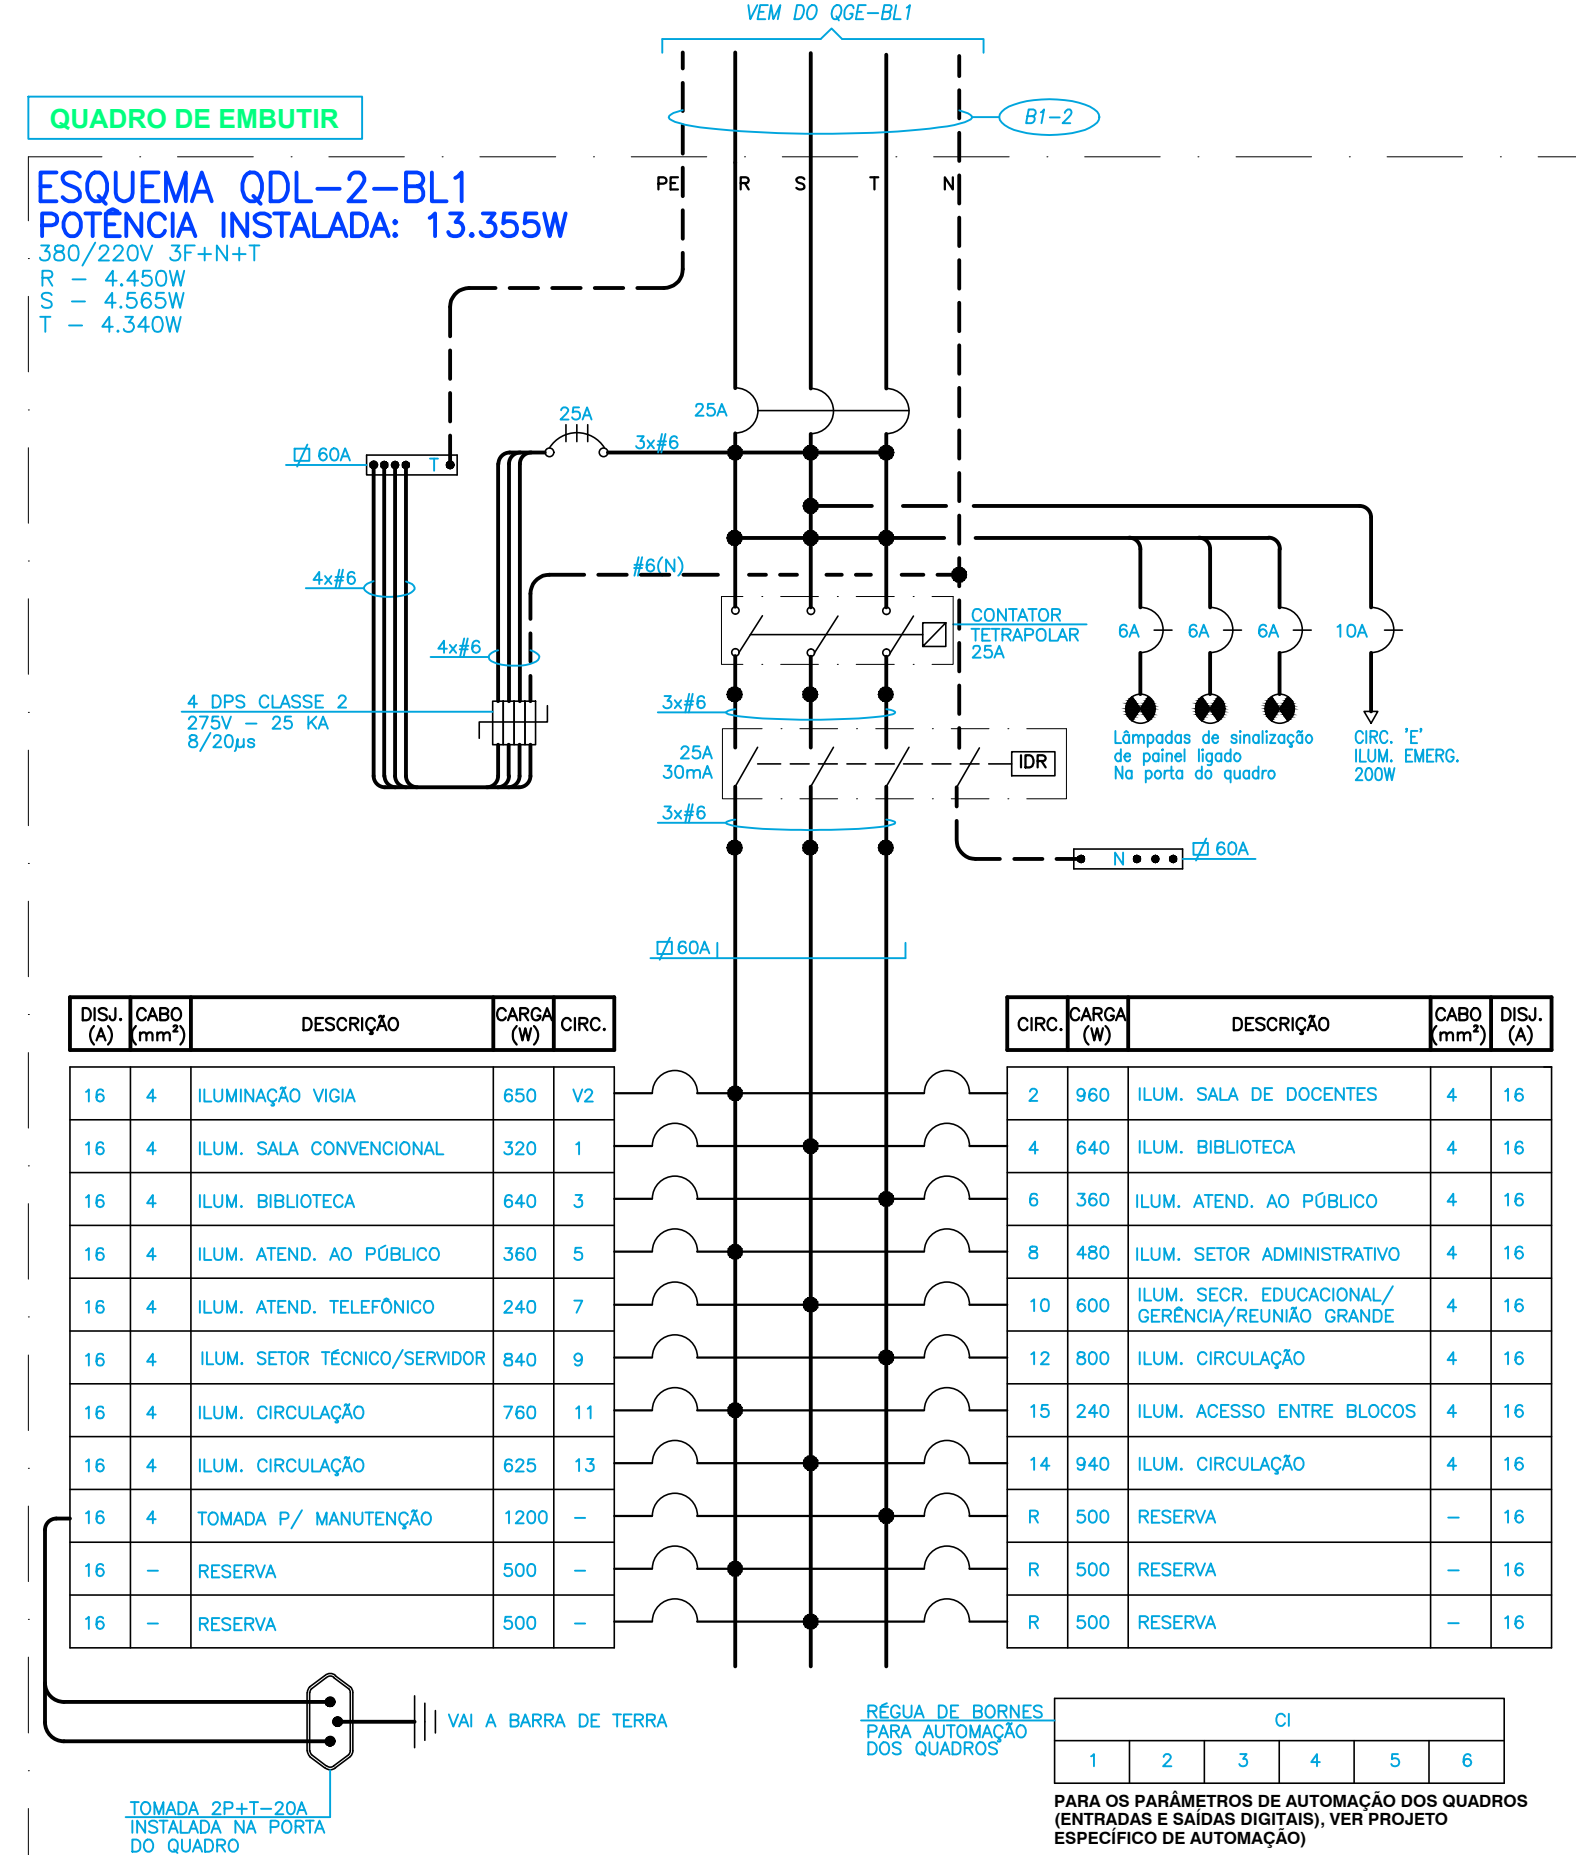 VEM DO QGE-BL1
QUADRO DE EMBUTIR
B1-2
ESQUEMA QDL-2-BL1
POTÊNCIA INSTALADA: 13.355W
380/220V 3F+N+T
R - 4.450W
S - 4.565W
T - 4.340W
PE R S T N
25A
25A
3x#6
60A
T
4x#6
#6(N)
4x#6
CONTATOR
TETRAPOLAR
25A
6A 6A 6A 10A
4 DPS CLASSE 2
275V - 25 KA
8/20µs
3x#6
25A
30mA
IDR
Lâmpadas de sinalização
de painel ligado
Na porta do quadro
CIRC. 'E'
ILUM. EMERG.
200W
3x#6
N
60A
60A
DISJ. (A) CABO (mm²) DESCRIÇÃO CARGA (W) CIRC.
16 4 ILUMINAÇÃO VIGIA 650 V2
16 4 ILUM. SALA CONVENCIONAL 320 1
16 4 ILUM. BIBLIOTECA 640 3
16 4 ILUM. ATEND. AO PÚBLICO 360 5
16 4 ILUM. ATEND. TELEFÔNICO 240 7
16 4 ILUM. SETOR TÉCNICO/SERVIDOR 840 9
16 4 ILUM. CIRCULAÇÃO 760 11
16 4 ILUM. CIRCULAÇÃO 625 13
16 4 TOMADA P/ MANUTENÇÃO 1200 -
16 - RESERVA 500 -
16 - RESERVA 500 -
CIRC. CARGA (W) DESCRIÇÃO CABO (mm²) DISJ. (A)
2 960 ILUM. SALA DE DOCENTES 4 16
4 640 ILUM. BIBLIOTECA 4 16
6 360 ILUM. ATEND. AO PÚBLICO 4 16
8 480 ILUM. SETOR ADMINISTRATIVO 4 16
10 600 ILUM. SECR. EDUCACIONAL/ GERÊNCIA/REUNIÃO GRANDE 4 16
12 800 ILUM. CIRCULAÇÃO 4 16
15 240 ILUM. ACESSO ENTRE BLOCOS 4 16
14 940 ILUM. CIRCULAÇÃO 4 16
R 500 RESERVA - 16
R 500 RESERVA - 16
R 500 RESERVA - 16
VAI A BARRA DE TERRA
TOMADA 2P+T-20A
INSTALADA NA PORTA
DO QUADRO
RÉGUA DE BORNES
PARA AUTOMAÇÃO
DOS QUADROS
CI
1 2 3 4 5 6
PARA OS PARÂMETROS DE AUTOMAÇÃO DOS QUADROS
(ENTRADAS E SAÍDAS DIGITAIS), VER PROJETO
ESPECÍFICO DE AUTOMAÇÃO)